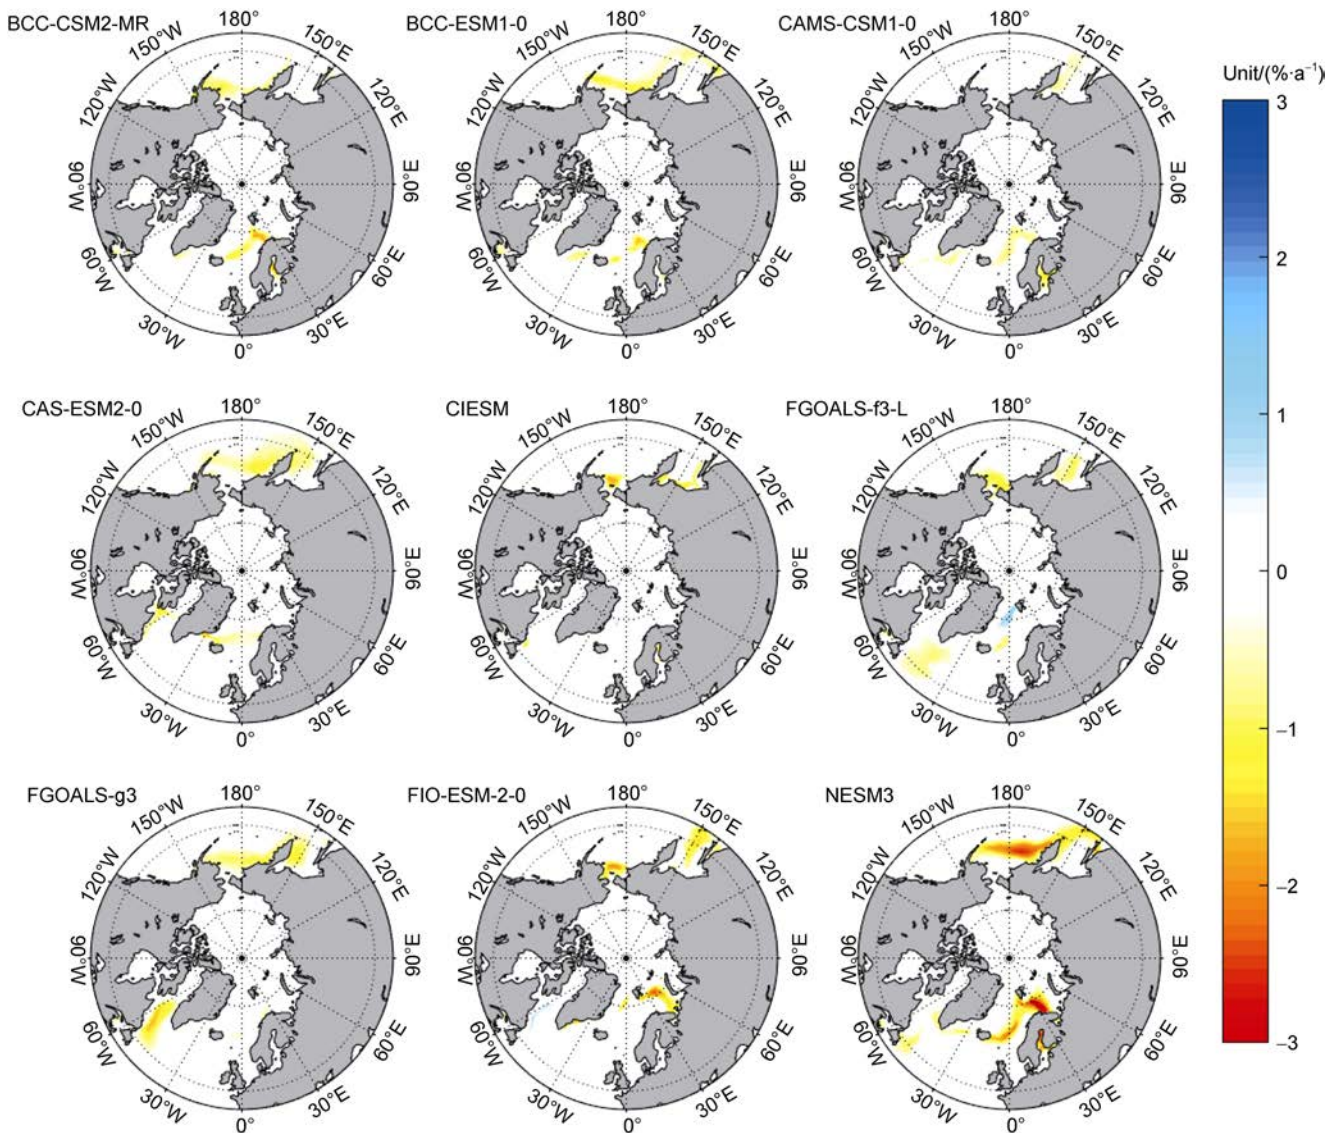 BCC-CSM2-MR
180°
150°W
150°E
120°W
120°E
90°W
90°E
60°W
60°E
30°W
30°E
0°
BCC-ESM1-0
180°
150°W
150°E
120°W
120°E
90°W
90°E
60°W
60°E
30°W
30°E
0°
CAMS-CSM1-0
180°
150°W
150°E
120°W
120°E
90°W
90°E
60°W
60°E
30°W
30°E
0°
CAS-ESM2-0
180°
150°W
150°E
120°W
120°E
90°W
90°E
60°W
60°E
30°W
30°E
0°
CIESM
180°
150°W
150°E
120°W
120°E
90°W
90°E
60°W
60°E
30°W
30°E
0°
FGOALS-f3-L
180°
150°W
150°E
120°W
120°E
90°W
90°E
60°W
60°E
30°W
30°E
0°
FGOALS-g3
180°
150°W
150°E
120°W
120°E
90°W
90°E
60°W
60°E
30°W
30°E
0°
FIO-ESM-2-0
180°
150°W
150°E
120°W
120°E
90°W
90°E
60°W
60°E
30°W
30°E
0°
NESM3
180°
150°W
150°E
120°W
120°E
90°W
90°E
60°W
60°E
30°W
30°E
0°
Unit/(%·a⁻¹)
3
2
1
0
−1
−2
−3